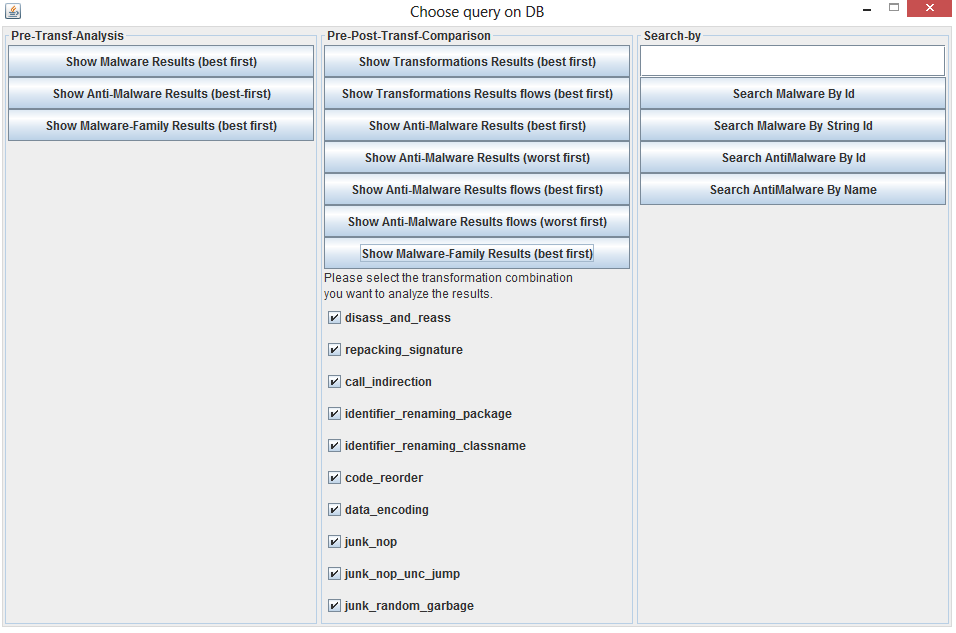 Choose query on DB
Pre-Transf-Analysis
Show Malware Results (best first)
Show Anti-Malware Results (best-first)
Show Malware-Family Results (best first)
Pre-Post-Transf-Comparison
Show Transformations Results (best first)
Show Transformations Results flows (best first)
Show Anti-Malware Results (best first)
Show Anti-Malware Results (worst first)
Show Anti-Malware Results flows (best first)
Show Anti-Malware Results flows (worst first)
Show Malware-Family Results (best first)
Please select the transformation combination
you want to analyze the results.
disass_and_reass
repacking_signature
call_indirection
identifier_renaming_package
identifier_renaming_classname
code_reorder
data_encoding
junk_nop
junk_nop_unc_jump
junk_random_garbage
Search-by
Search Malware By Id
Search Malware By String Id
Search AntiMalware By Id
Search AntiMalware By Name